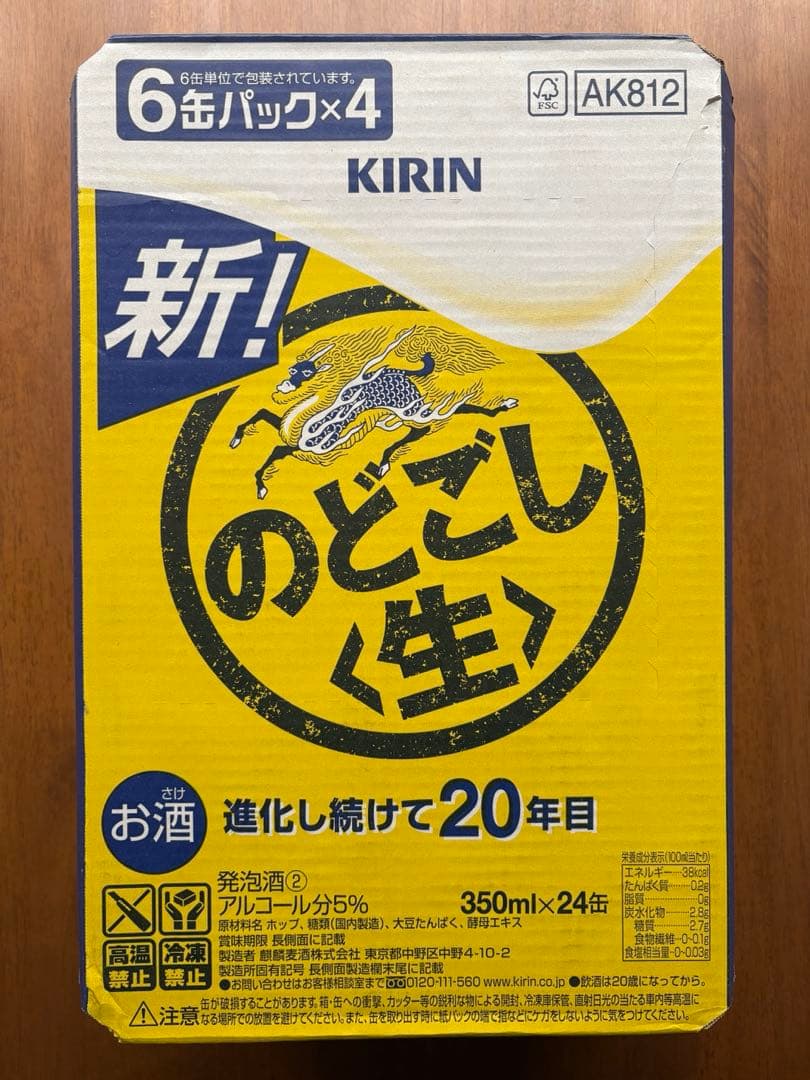 6缶単位で包装されています。
6缶パック×4
FSC
AK812
KIRIN
新!
のどごし
〈生〉
さけ
お酒
進化し続けて20年目
発泡酒②
アルコール分5%
350ml×24缶
原材料名 ホップ、糖類(国内製造)、大豆たんぱく、酵母エキス
賞味期限 長側面に記載
製造者 麒麟麦酒株式会社 東京都中野区中野4-10-2
製造所固有記号 長側面製造欄末尾に記載
●お問い合わせはお客様相談室まで0120-111-560 www.kirin.co.jp ●飲酒は20歳になってから。
栄養成分表示(100ml当たり)
エネルギー…38kcal
たんぱく質…0.2g
脂質…0g
炭水化物…2.8g
糖質…2.7g
食物繊維…0~0.1g
食塩相当量…0~0.03g
高温禁止
冷凍禁止
⚠注意
缶が破損することがあります。箱・缶への衝撃、カッター等の鋭利な物による開封、冷凍庫保管、直射日光の当たる車内等高温に
なる場所での放置を避けてください。また、缶を取り出す時に紙パックの端で指などにケガをしないように気をつけてください。